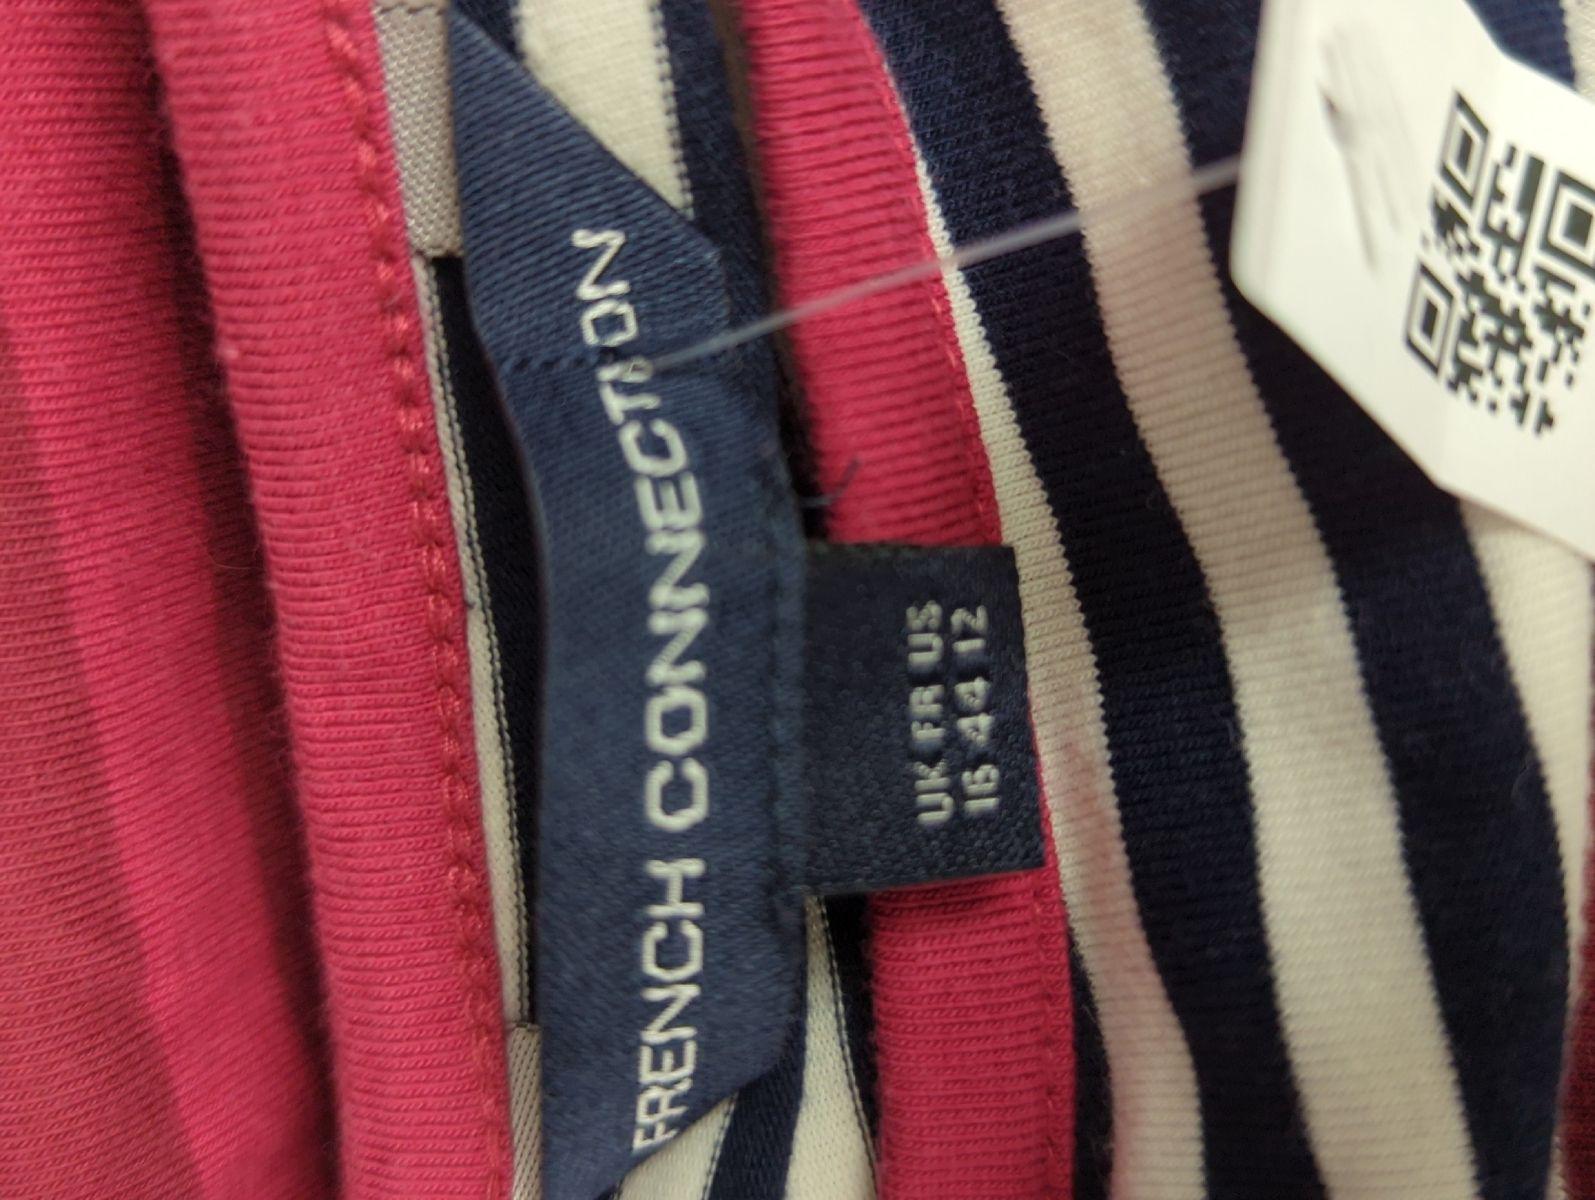 FRENCH CONNECTION
UK FR US
16 44 12